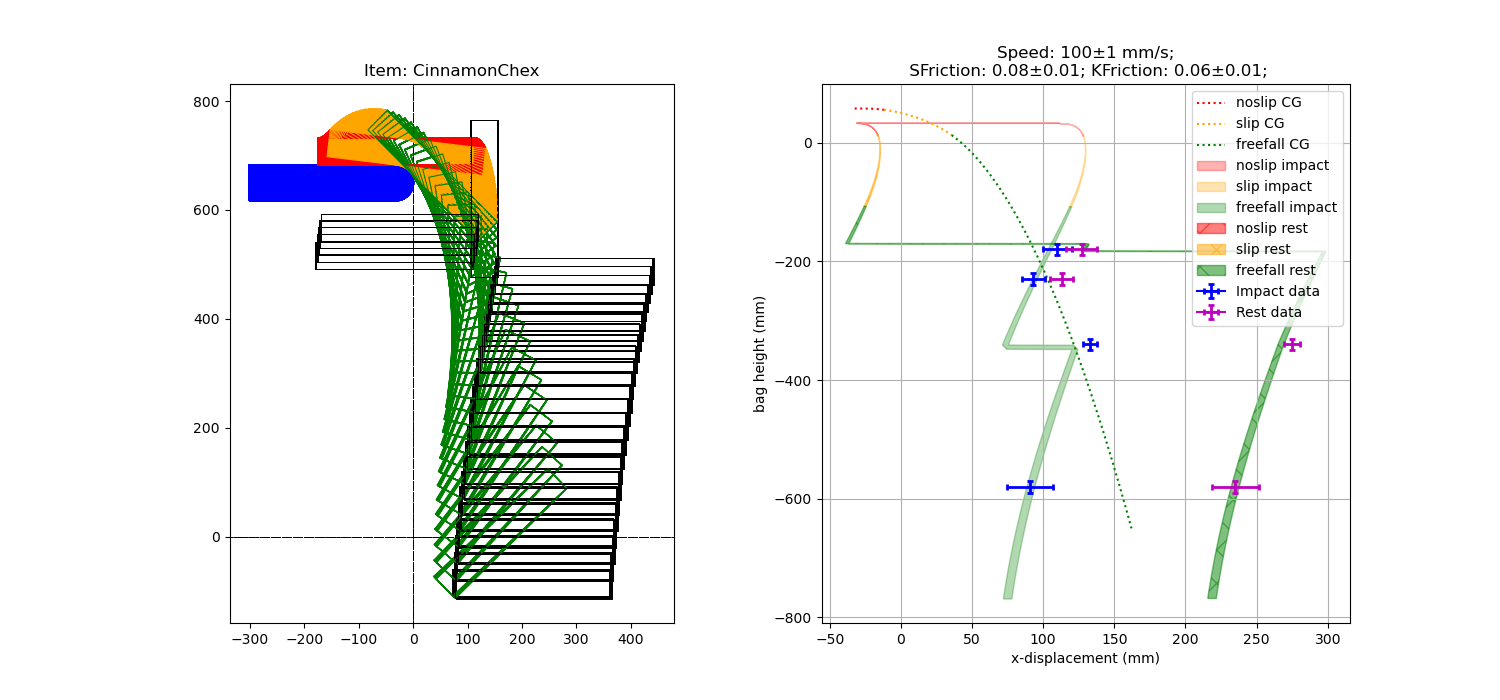 Item: CinnamonChex
800
600
400
200
0
−300
−200
−100
0
100
200
300
400
Speed: 100±1 mm/s;
SFriction: 0.08±0.01; KFriction: 0.06±0.01;
noslip CG
slip CG
freefall CG
noslip impact
slip impact
freefall impact
noslip rest
slip rest
freefall rest
Impact data
Rest data
bag height (mm)
0
−200
−400
−600
−800
−50
0
50
100
150
200
250
300
x-displacement (mm)